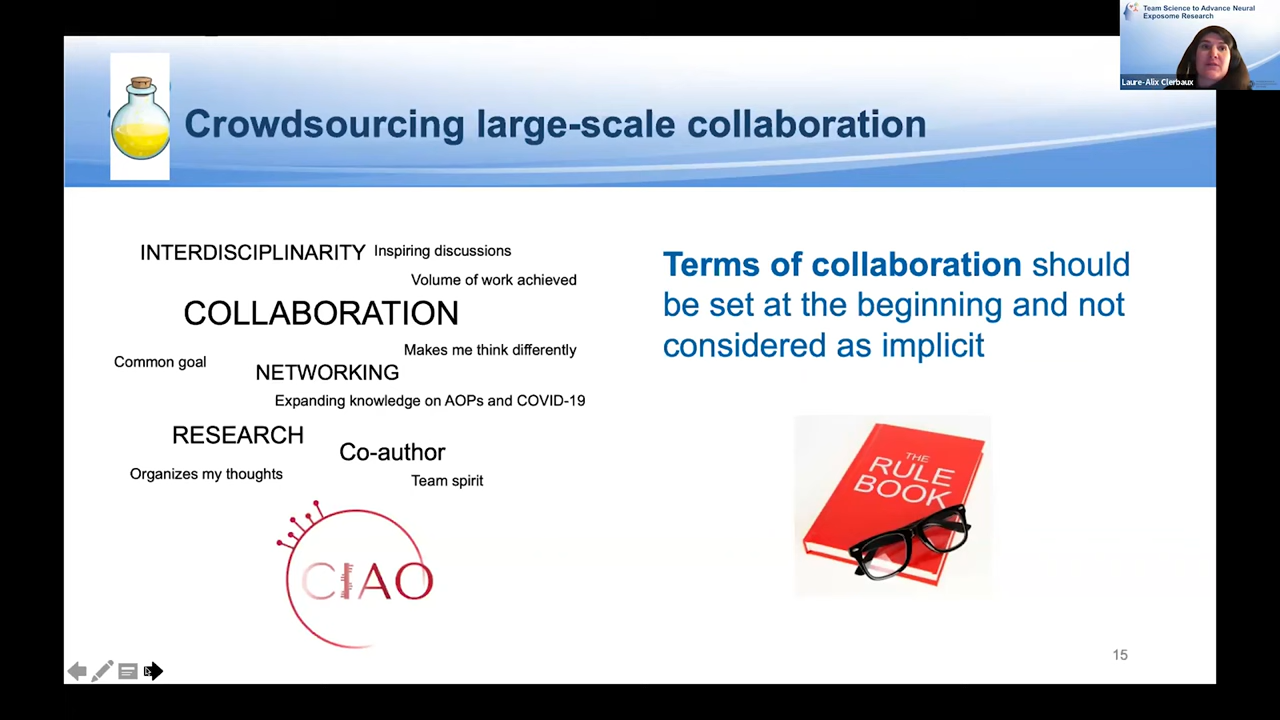 Team Science to Advance Neural
Exposome Research
Laure-Alix Clerbaux
Crowdsourcing large-scale collaboration
INTERDISCIPLINARITY
Inspiring discussions
Volume of work achieved
COLLABORATION
Makes me think differently
Common goal
NETWORKING
Expanding knowledge on AOPs and COVID-19
RESEARCH
Co-author
Organizes my thoughts
Team spirit
CIAO
Terms of collaboration should
be set at the beginning and not
considered as implicit
THE
RULE
BOOK
15